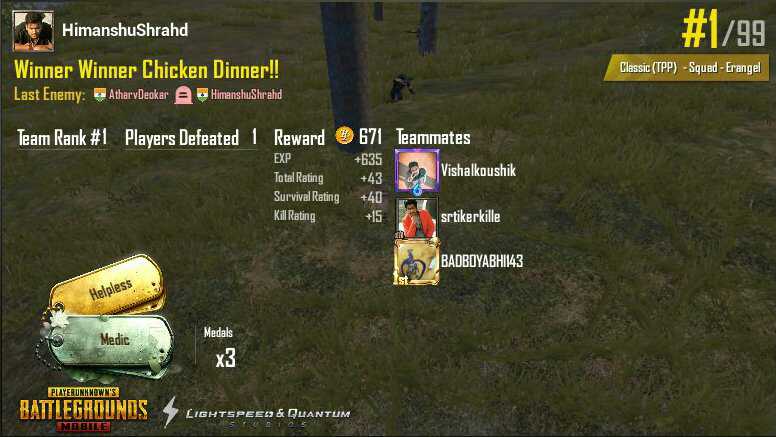 HimanshuShrahd
#1/99
Winner Winner Chicken Dinner!!
Classic (TPP) - Squad - Erangel
Last Enemy: AtharvDeokar HimanshuShrahd
Team Rank #1 Players Defeated 1 Reward 671 Teammates
EXP +635
Total Rating +43
Survival Rating +40
Kill Rating +15
Vishalkoushik
srtikerkille
BADBOYABHI143
1st
Helpless
Medic
Medals
x3
PLAYERUNKNOWN'S
BATTLEGROUNDS
MOBILE
LIGHTSPEED & QUANTUM
STUDIOS